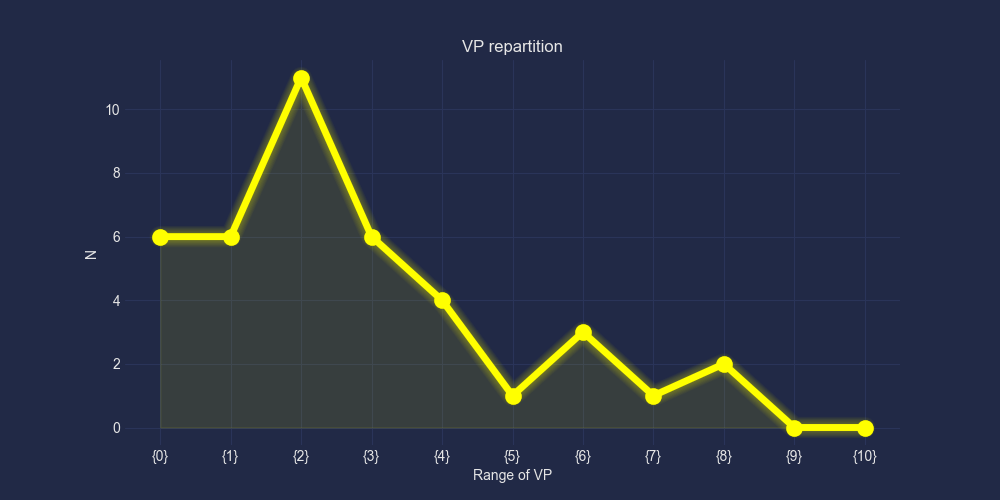 VP repartition
10
8
6
4
2
0
N
{0} {1} {2} {3} {4} {5} {6} {7} {8} {9} {10}
Range of VP